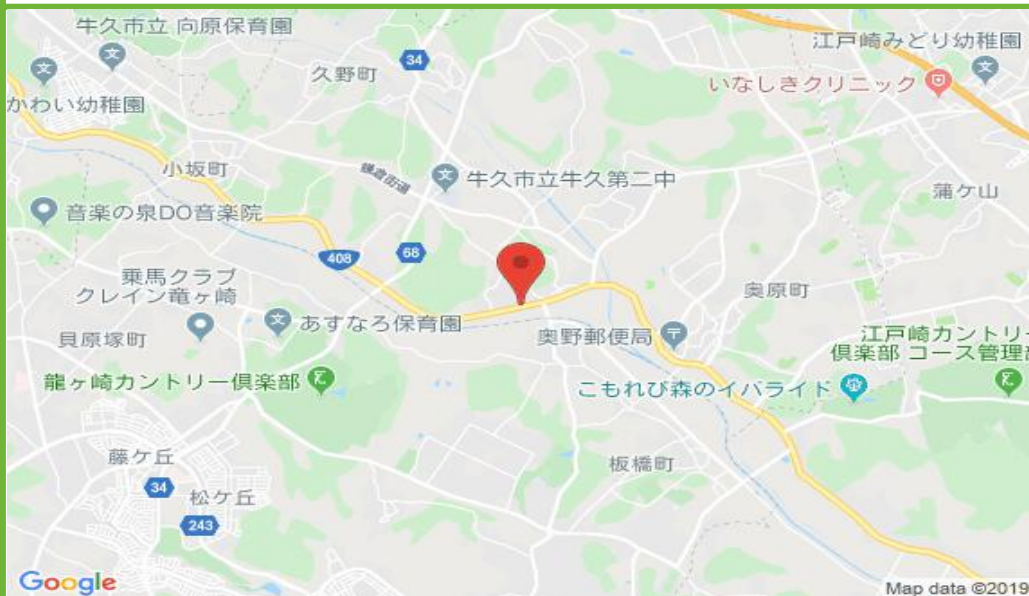 牛久市立 向原保育園
34
江戸崎みどり幼稚園
久野町
いなしきクリニック
かわい幼稚園
小坂町
鎌倉街道
牛久市立牛久第二中
蒲ケ山
音楽の泉DO音楽院
408
68
乗馬クラブ
クレイン竜ヶ崎
奥原町
貝原塚町
あすなろ保育園
奥野郵便局
江戸崎カントリー
倶楽部 コース管理部
龍ヶ崎カントリー倶楽部
こもれび森のイバライド
藤ケ丘
板橋町
34
松ケ丘
243
Google
Map data ©2019